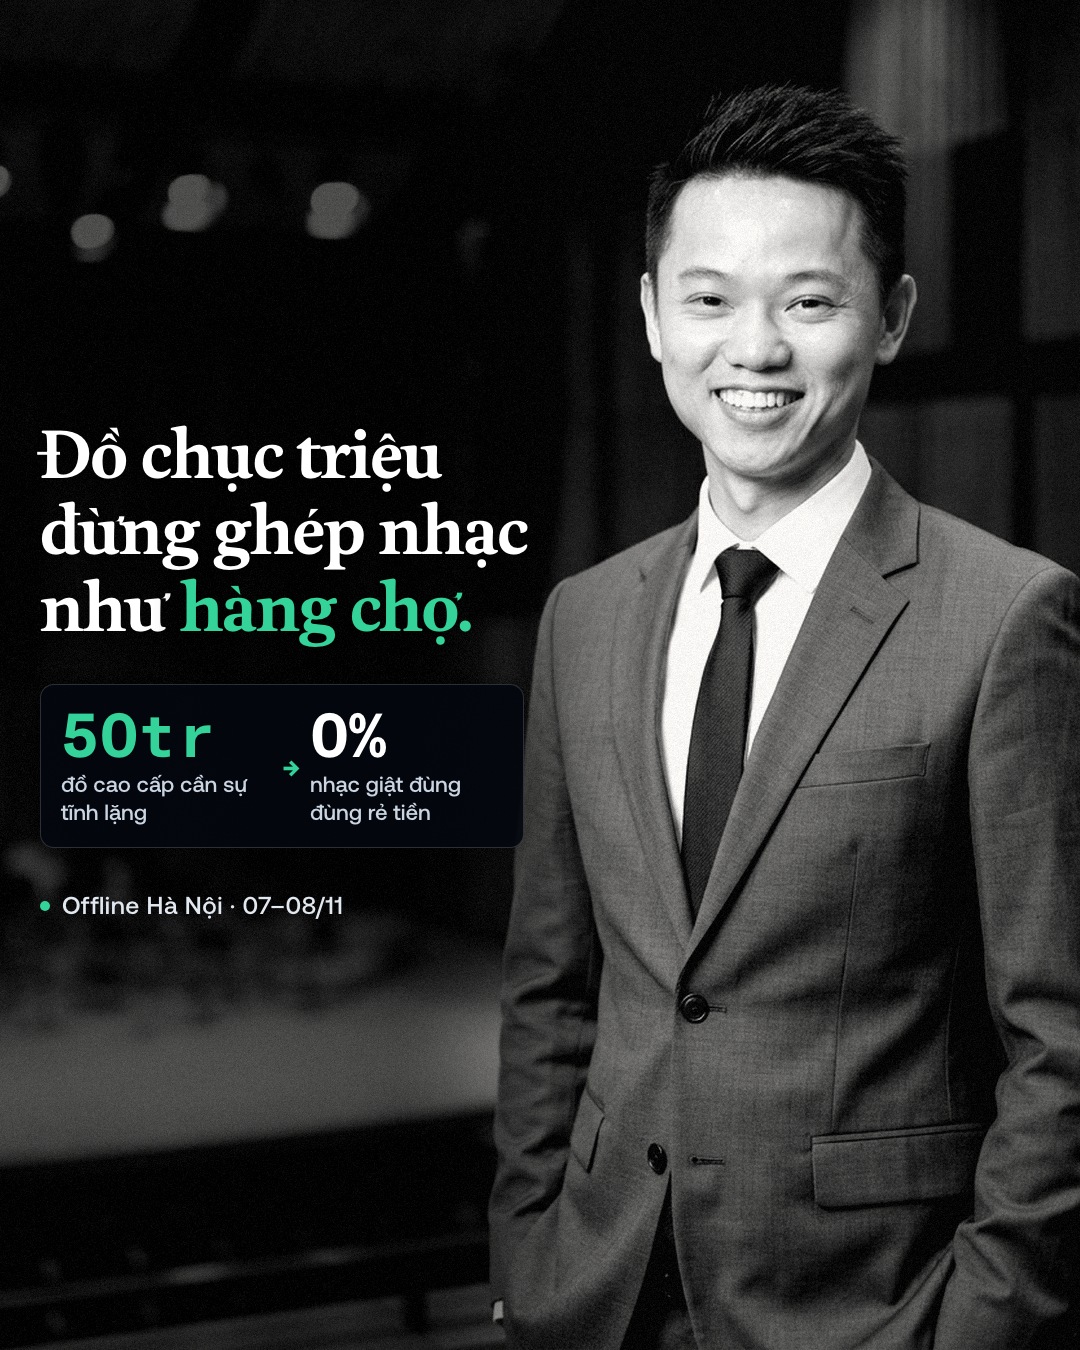 Đồ chục triệu
đừng ghép nhạc
như hàng chợ.
50tr
đồ cao cấp cần sự
tĩnh lặng
→
0%
nhạc giật đùng
đùng rẻ tiền
• Offline Hà Nội · 07–08/11